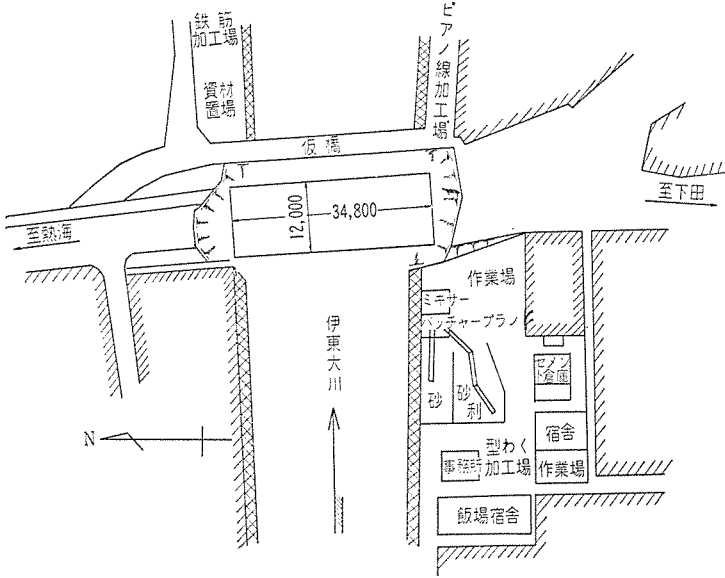 鉄筋
加工場
資材
置場
ピアノ線加工場
仮橋
12,000
34,800
至熱海
至下田
作業場
ミキサー
バッチャープラン
伊東大川
砂
砂利
セメン
ト倉庫
宿舎
作業場
型わく
加工場
事務所
飯場宿舎
N